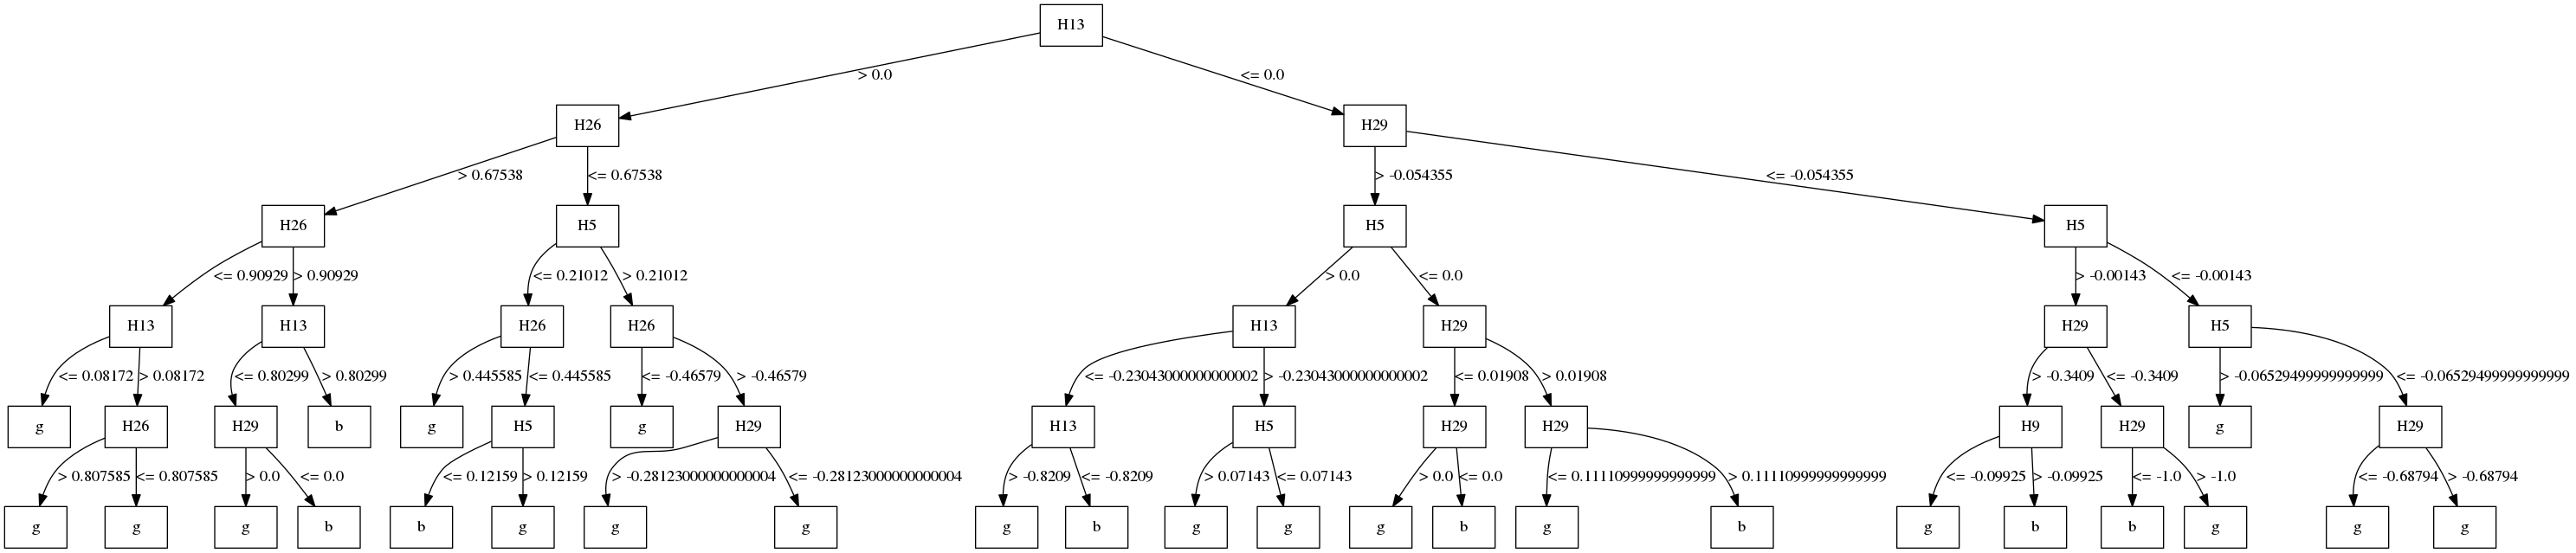 H13
> 0.0 <= 0.0
H26 H29
> 0.67538 <= 0.67538 > -0.054355 <= -0.054355
H26 H5 H5 H5
<= 0.90929 > 0.90929 <= 0.21012 > 0.21012 > 0.0 <= 0.0 > -0.00143 <= -0.00143
H13 H13 H26 H26 H13 H29 H29 H5
<= 0.08172 > 0.08172 <= 0.80299 > 0.80299 > 0.445585 <= 0.445585 <= -0.46579 > -0.46579 <= -0.23043000000000002 > -0.23043000000000002 <= 0.01908 > 0.01908 > -0.3409 <= -0.3409 > -0.06529499999999999 <= -0.06529499999999999
g H26 H29 b g H5 g H29 H13 H5 H29 H29 H9 H29 g H29
> 0.807585 <= 0.807585 > 0.0 <= 0.0 <= 0.12159 > 0.12159 > -0.28123000000000004 <= -0.28123000000000004 > -0.8209 <= -0.8209 > 0.07143 <= 0.07143 > 0.0 <= 0.0 <= 0.11110999999999999 > 0.11110999999999999 <= -0.09925 > -0.09925 <= -1.0 > -1.0 <= -0.68794 > -0.68794
g g g b b g g g g b g g g b g b g b b g g g